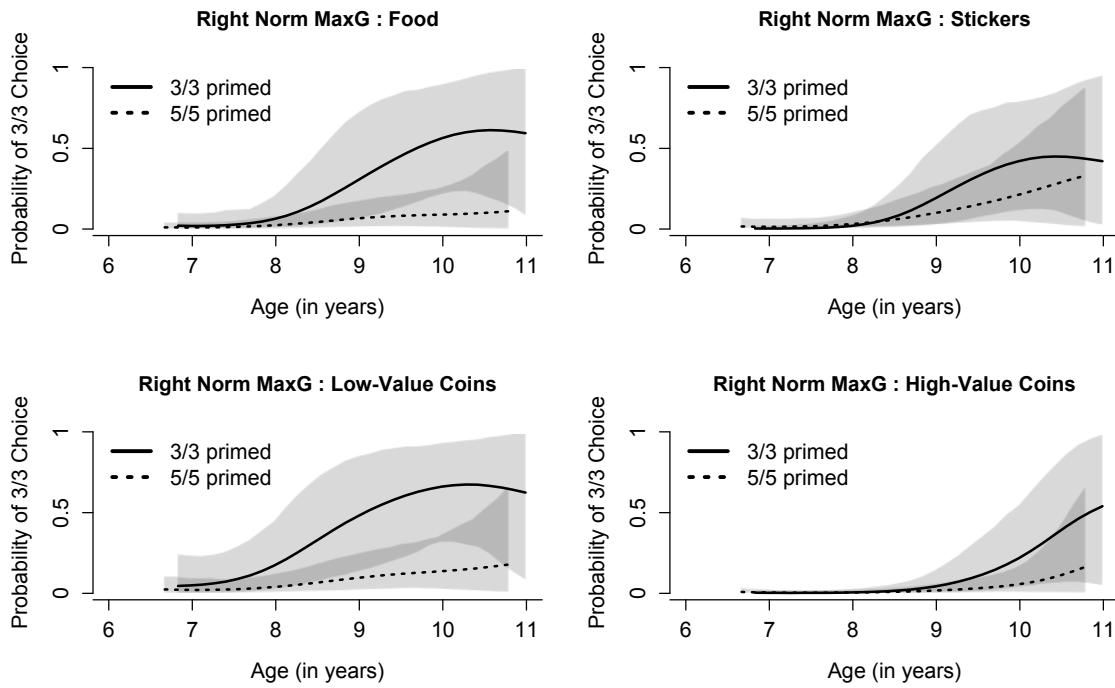 Right Norm MaxG : Food
Probability of 3/3 Choice
1
0.5
0
3/3 primed
5/5 primed
6 7 8 9 10 11
Age (in years)
Right Norm MaxG : Stickers
Probability of 3/3 Choice
1
0.5
0
3/3 primed
5/5 primed
6 7 8 9 10 11
Age (in years)
Right Norm MaxG : Low-Value Coins
Probability of 3/3 Choice
1
0.5
0
3/3 primed
5/5 primed
6 7 8 9 10 11
Age (in years)
Right Norm MaxG : High-Value Coins
Probability of 3/3 Choice
1
0.5
0
3/3 primed
5/5 primed
6 7 8 9 10 11
Age (in years)